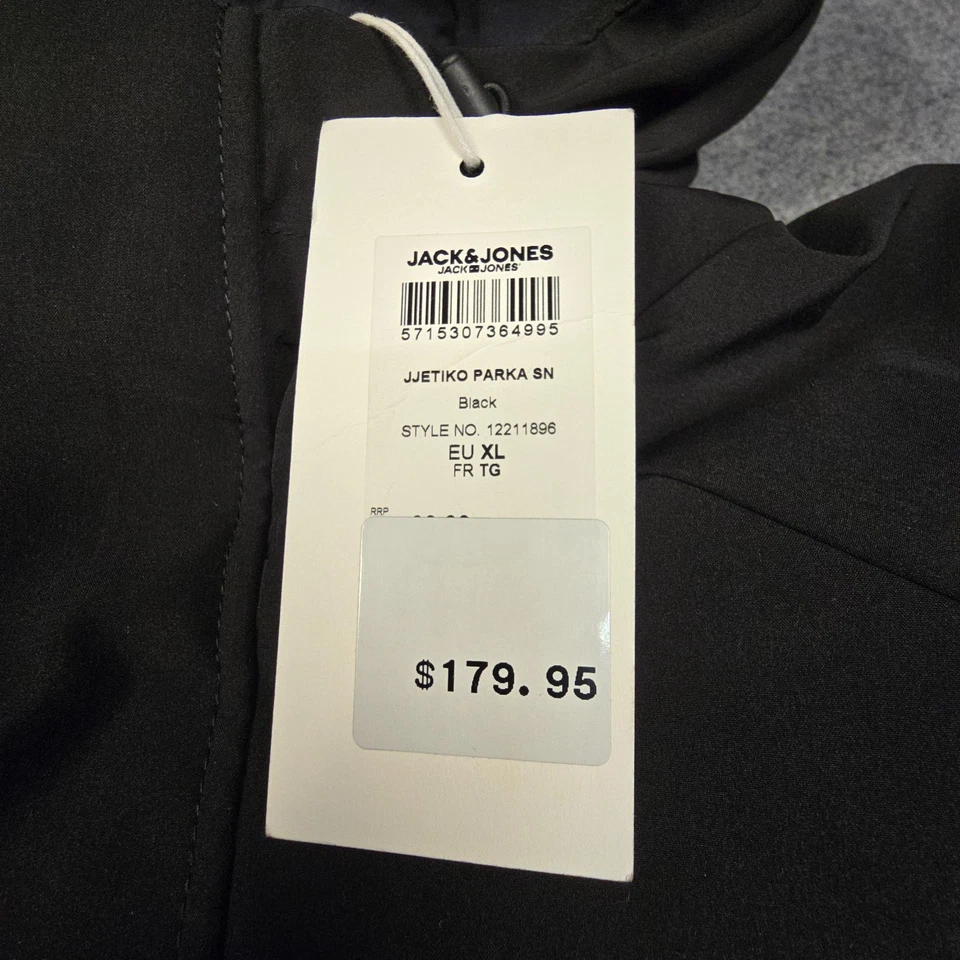 JACK&JONES
JACK JONES
5715307364995
JJETIKO PARKA SN
Black
STYLE NO. 12211896
EU XL
FR TG
RRP
$179.95